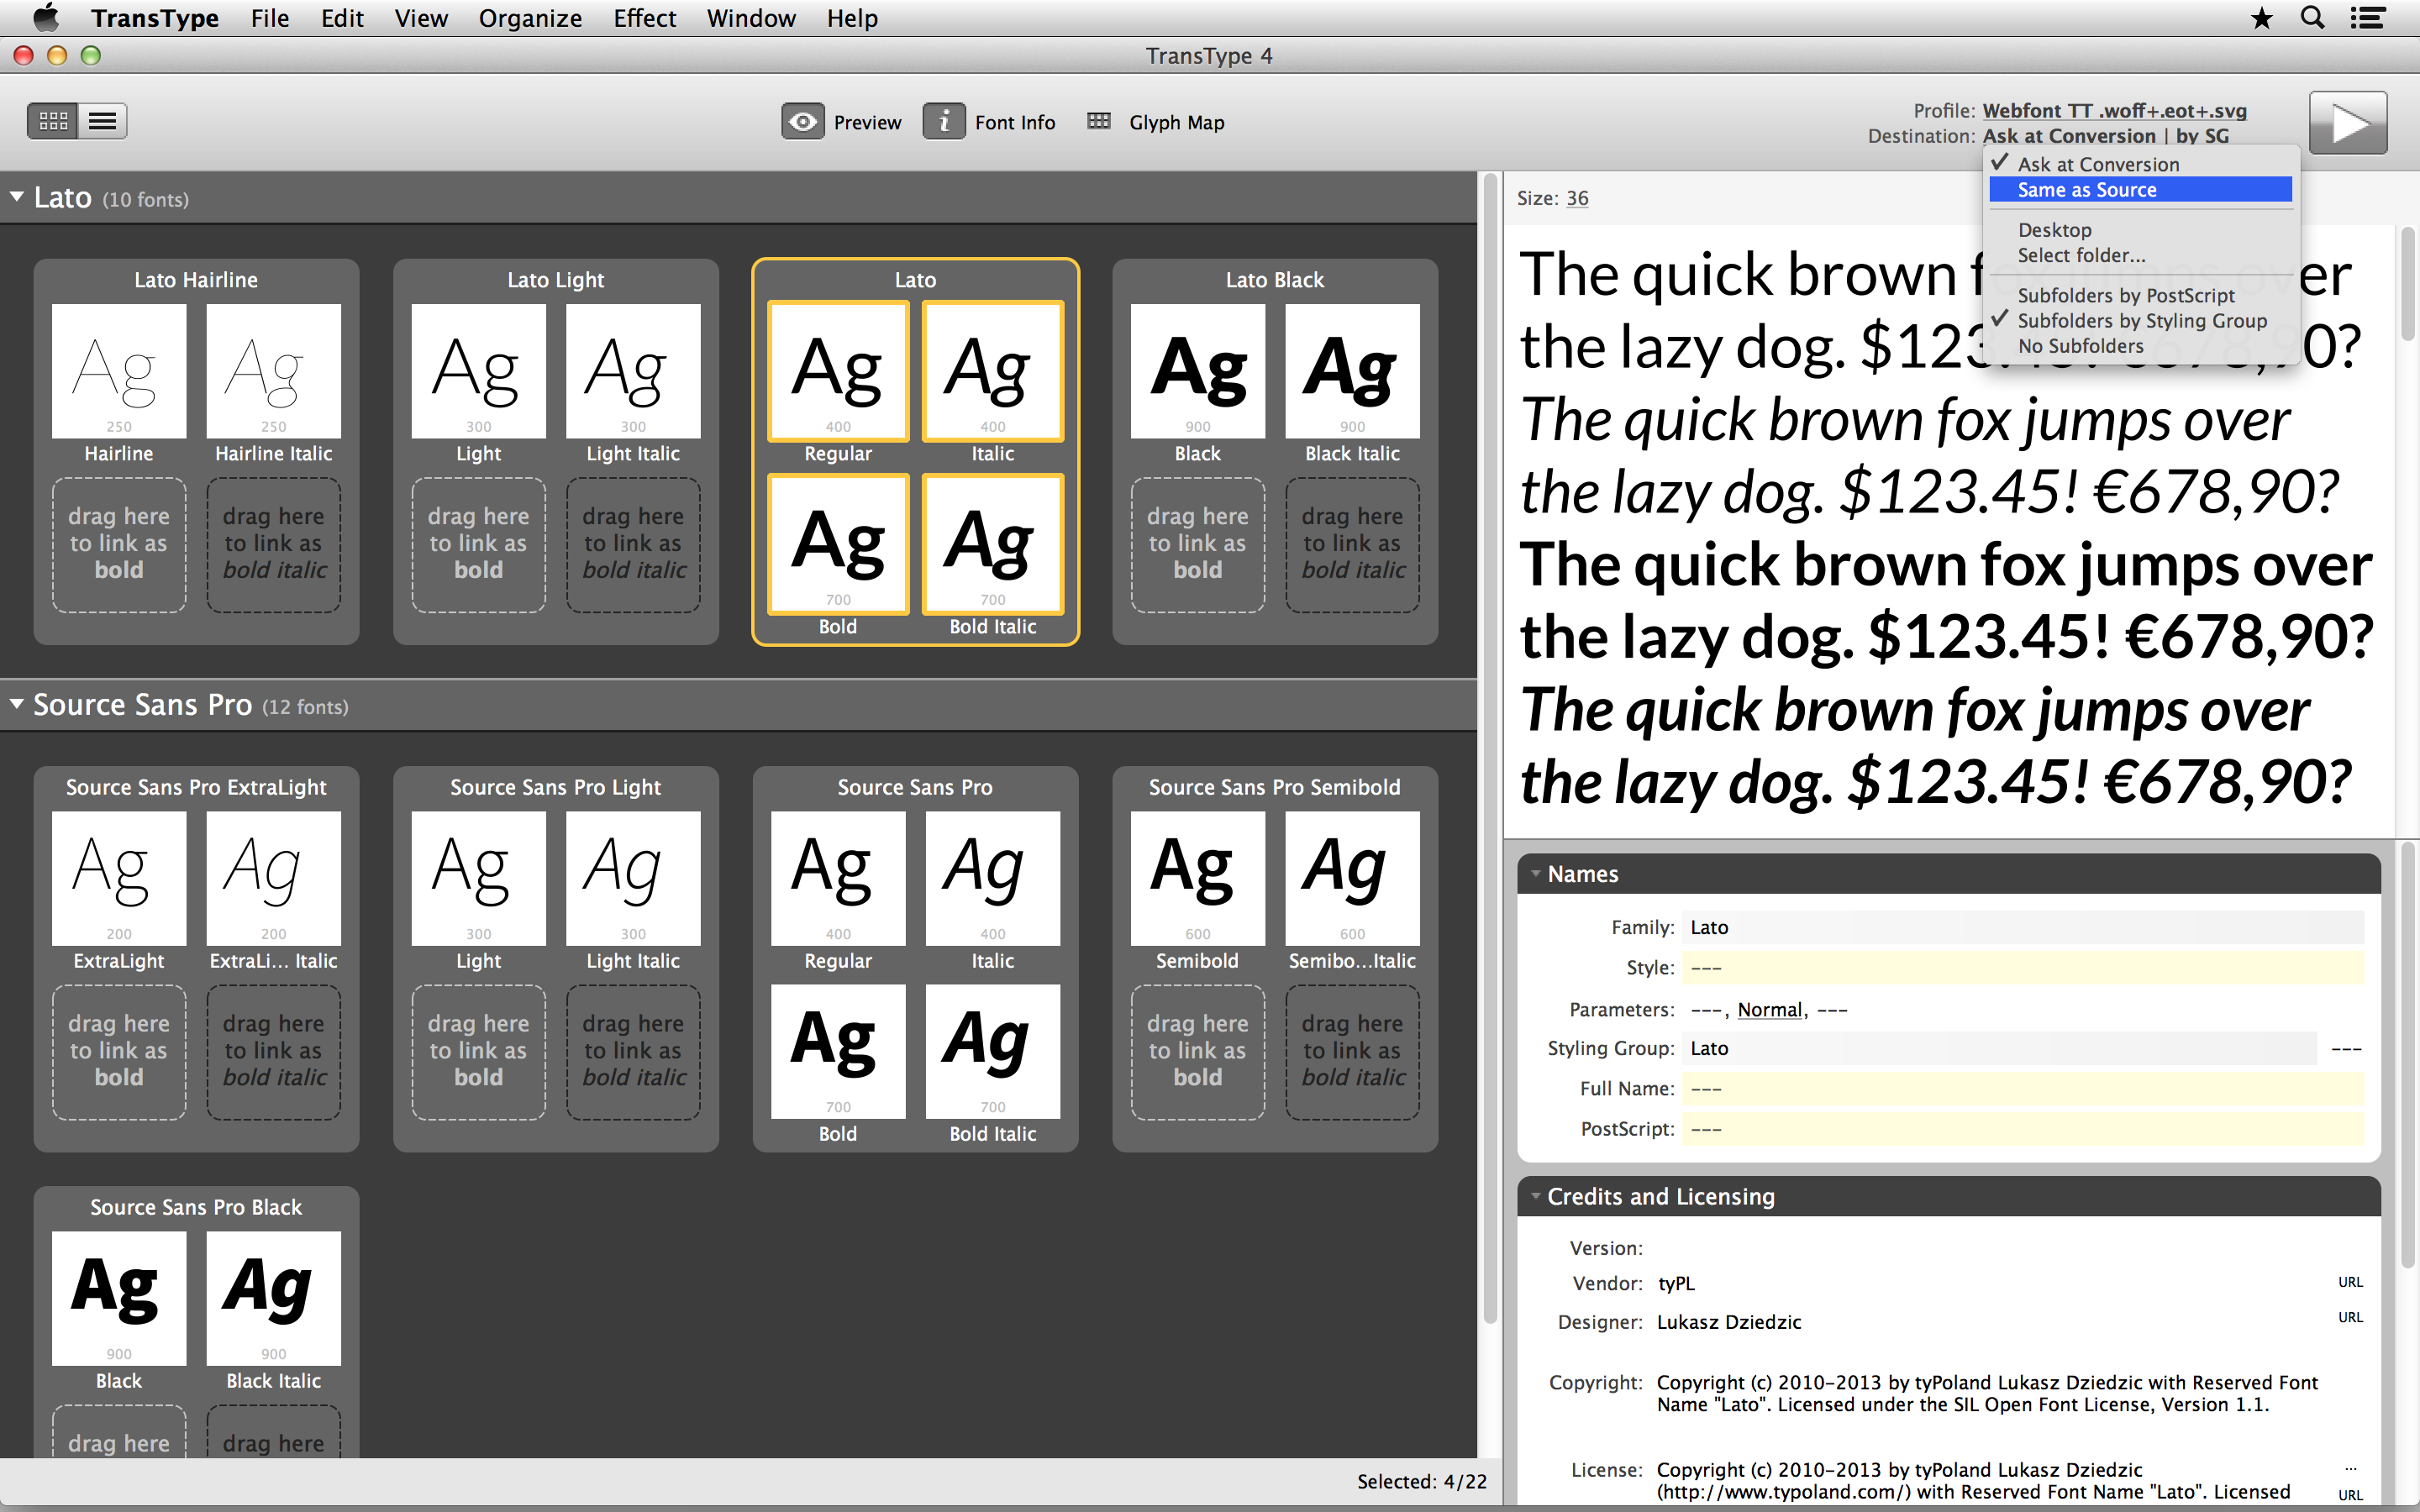 TransType File Edit View Organize Effect Window Help
TransType 4
Preview Font Info Glyph Map
Profile: Webfont TT .woff+.eot+.svg
Destination: Ask at Conversion | by SG
✓ Ask at Conversion
Same as Source
Desktop
Select folder...
Subfolders by PostScript
✓ Subfolders by Styling Group
No Subfolders
Lato (10 fonts)
Lato Hairline
Ag
250
Hairline
Ag
250
Hairline Italic
drag here
to link as
bold
drag here
to link as
bold italic
Lato Light
Ag
300
Light
Ag
300
Light Italic
drag here
to link as
bold
drag here
to link as
bold italic
Lato
Ag
400
Regular
Ag
400
Italic
Ag
700
Bold
Ag
700
Bold Italic
Lato Black
Ag
900
Black
Ag
900
Black Italic
drag here
to link as
bold
drag here
to link as
bold italic
Source Sans Pro (12 fonts)
Source Sans Pro ExtraLight
Ag
200
ExtraLight
Ag
200
ExtraLi... Italic
drag here
to link as
bold
drag here
to link as
bold italic
Source Sans Pro Light
Ag
300
Light
Ag
300
Light Italic
drag here
to link as
bold
drag here
to link as
bold italic
Source Sans Pro
Ag
400
Regular
Ag
400
Italic
Ag
700
Bold
Ag
700
Bold Italic
Source Sans Pro Semibold
Ag
600
Semibold
Ag
600
Semibo...Italic
drag here
to link as
bold
drag here
to link as
bold italic
Source Sans Pro Black
Ag
900
Black
Ag
900
Black Italic
drag here
drag here
Selected: 4/22
Size: 36
The quick brown fox jumps over
the lazy dog. $123.45! €678,90?
The quick brown fox jumps over
the lazy dog. $123.45! €678,90?
The quick brown fox jumps over
the lazy dog. $123.45! €678,90?
The quick brown fox jumps over
the lazy dog. $123.45! €678,90?
Names
Family: Lato
Style: ---
Parameters: ---, Normal, ---
Styling Group: Lato ---
Full Name: ---
PostScript: ---
Credits and Licensing
Version:
Vendor: tyPL URL
Designer: Lukasz Dziedzic URL
Copyright: Copyright (c) 2010-2013 by tyPoland Lukasz Dziedzic with Reserved Font
Name "Lato". Licensed under the SIL Open Font License, Version 1.1.
License: Copyright (c) 2010-2013 by tyPoland Lukasz Dziedzic ...
(http://www.typoland.com/) with Reserved Font Name "Lato". Licensed URL